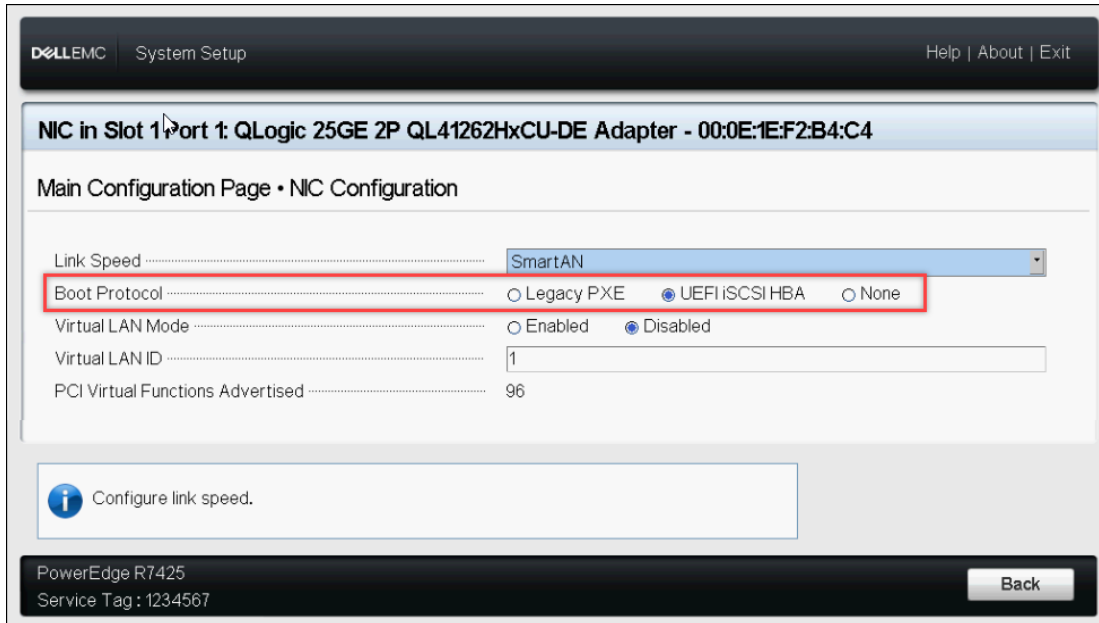 DELLEMC System Setup Help | About | Exit
NIC in Slot 1 Port 1: QLogic 25GE 2P QL41262HxCU-DE Adapter - 00:0E:1E:F2:B4:C4
Main Configuration Page • NIC Configuration
Link Speed SmartAN
Boot Protocol Legacy PXE UEFI iSCSI HBA None
Virtual LAN Mode Enabled Disabled
Virtual LAN ID 1
PCI Virtual Functions Advertised 96
Configure link speed.
PowerEdge R7425
Service Tag : 1234567
Back